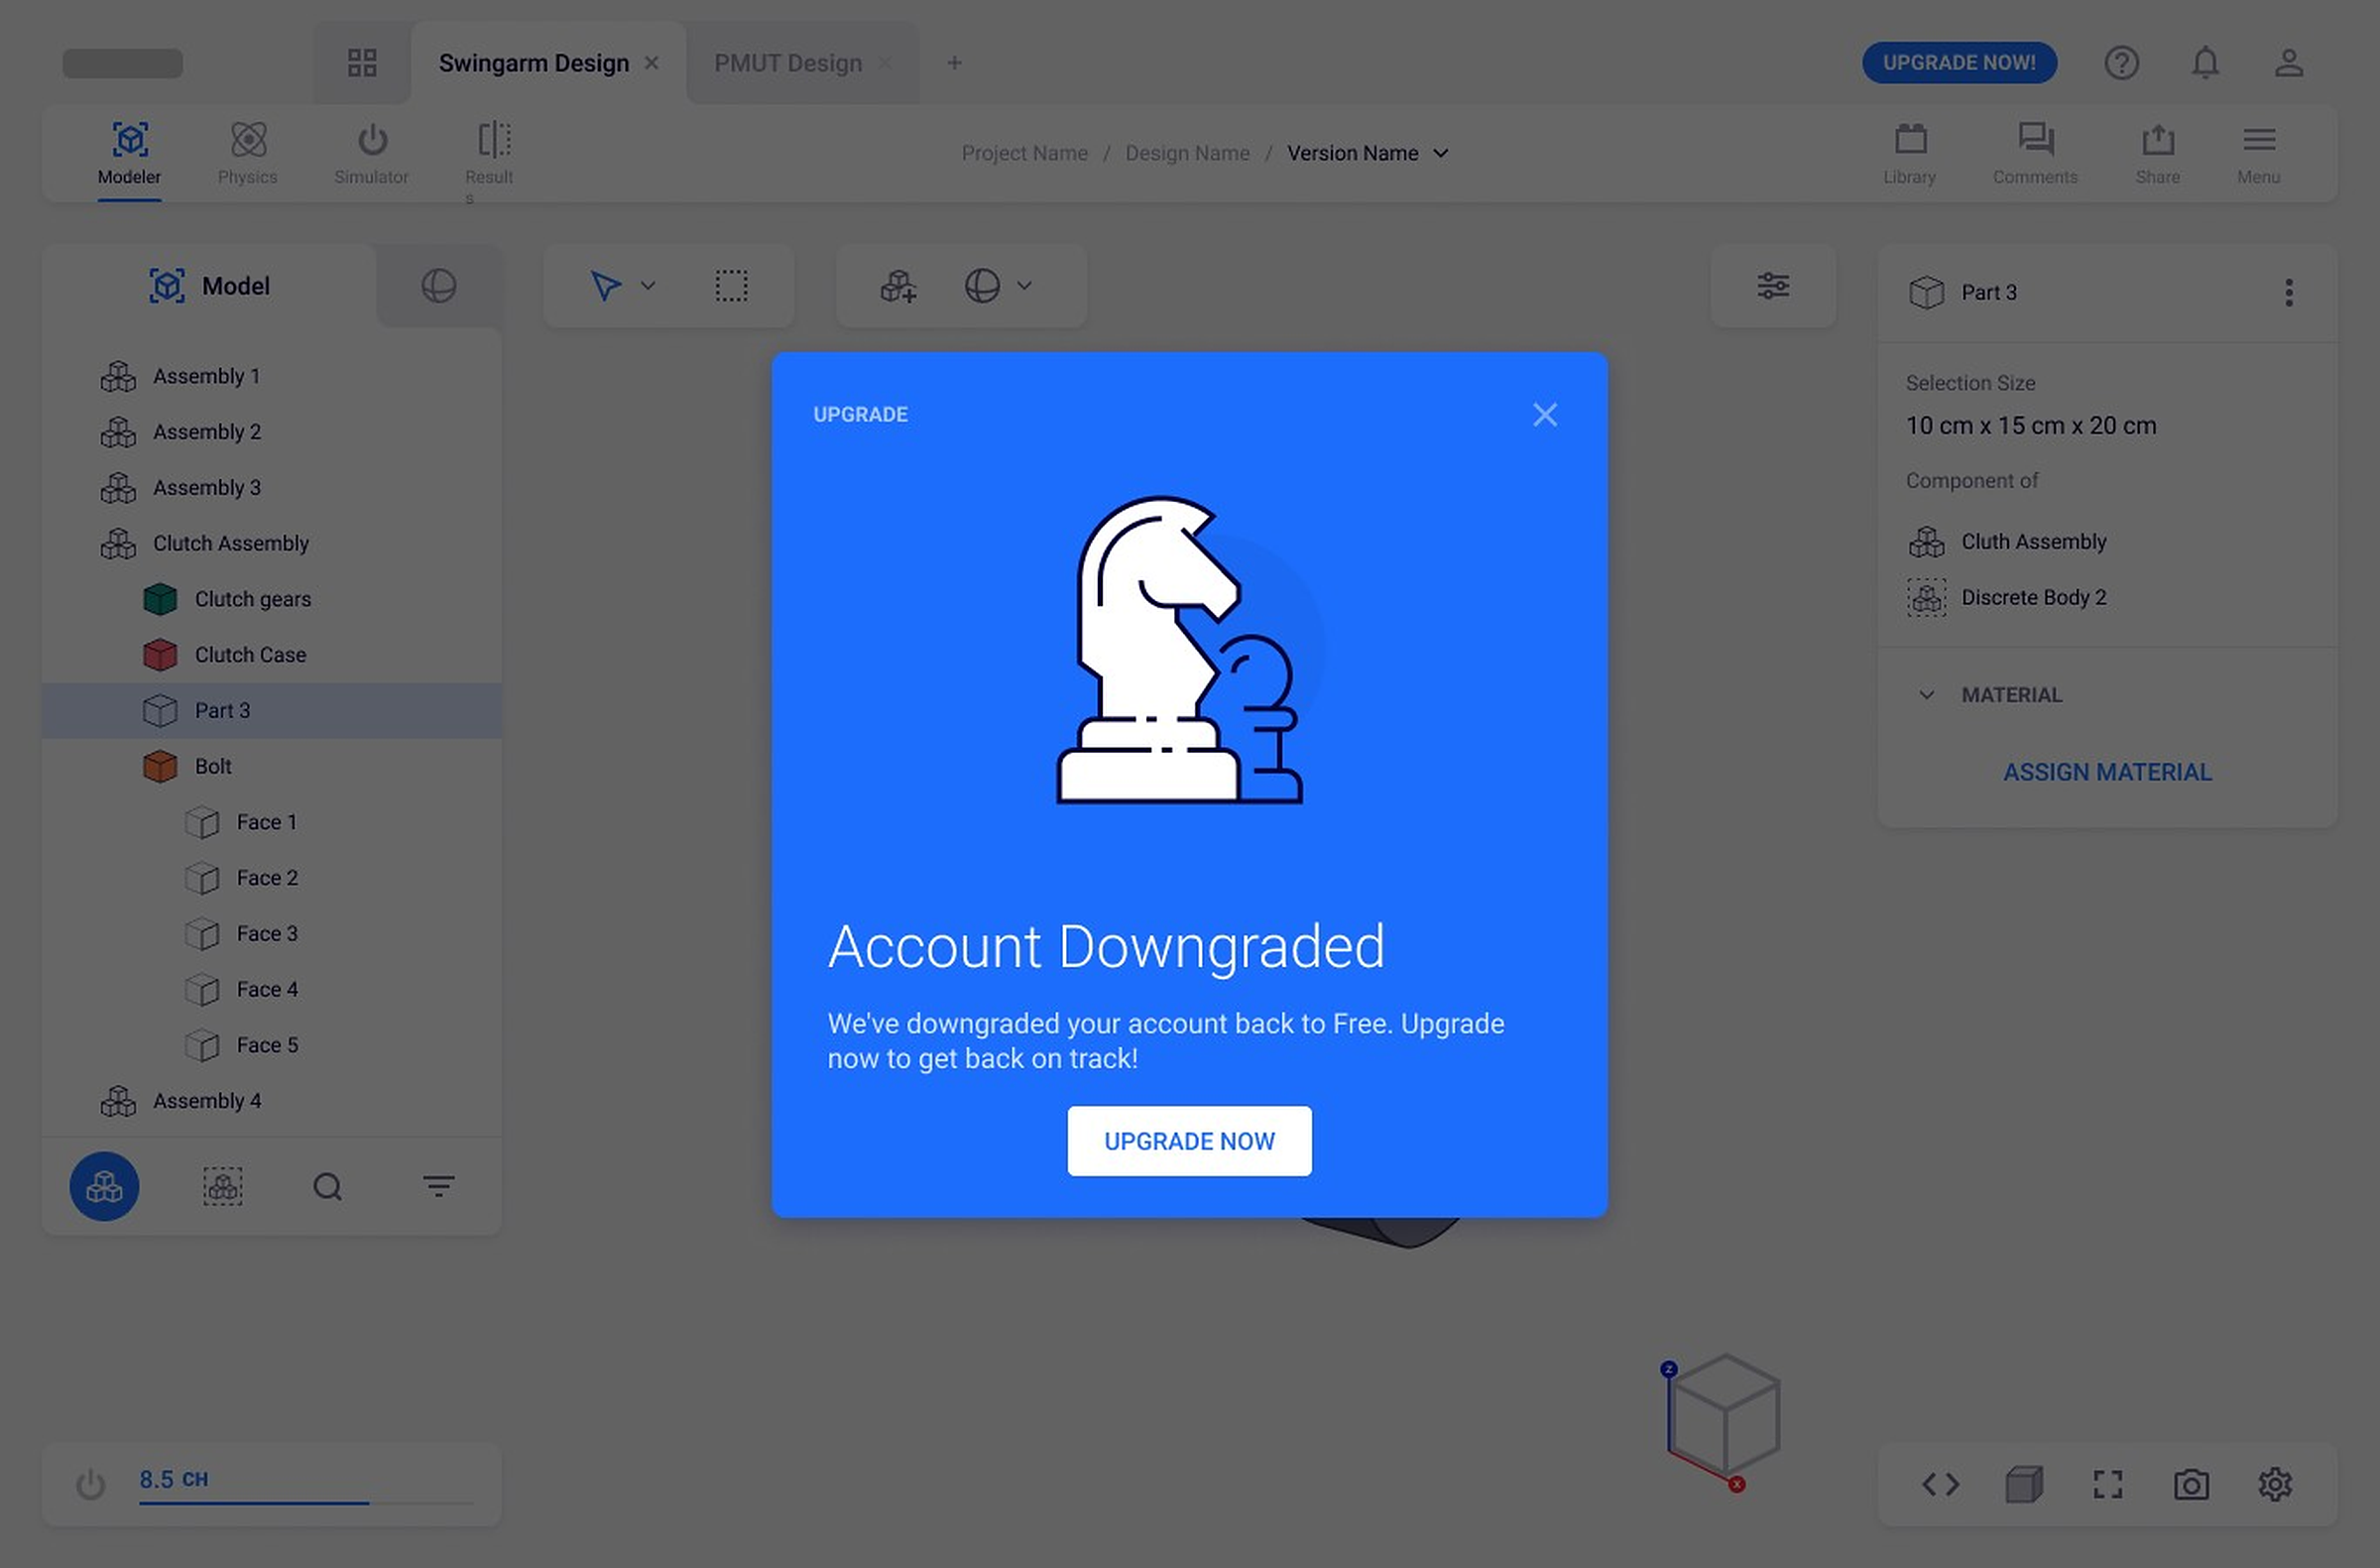 Swingarm Design
PMUT Design
UPGRADE NOW!
Modeler
Physics
Simulator
Result
s
Project Name / Design Name / Version Name
Library
Comments
Share
Menu
Model
Assembly 1
Assembly 2
Assembly 3
Clutch Assembly
Clutch gears
Clutch Case
Part 3
Bolt
Face 1
Face 2
Face 3
Face 4
Face 5
Assembly 4
8.5 CH
UPGRADE
Account Downgraded
We've downgraded your account back to Free. Upgrade
now to get back on track!
UPGRADE NOW
Part 3
Selection Size
10 cm x 15 cm x 20 cm
Component of
Cluth Assembly
Discrete Body 2
MATERIAL
ASSIGN MATERIAL
Z
X